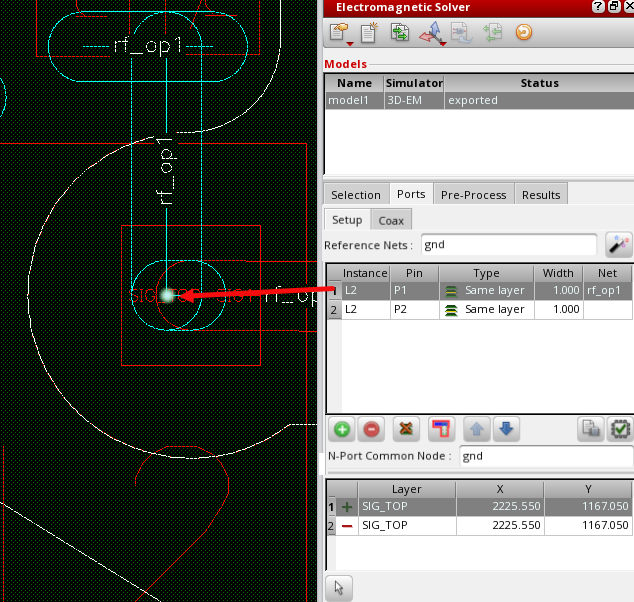 Electromagnetic Solver
rf_op1
Models
Name Simulator Status
model1 3D-EM exported
rf_op1
Selection Ports Pre-Process Results
Setup Coax
Reference Nets: gnd
Instance Pin Type Width Net
1 L2 P1 Same layer 1.000 rf_op1
2 L2 P2 Same layer 1.000
rf_op
N-Port Common Node : gnd
Layer X Y
1 SIG_TOP 2225.550 1167.050
2 SIG_TOP 2225.550 1167.050